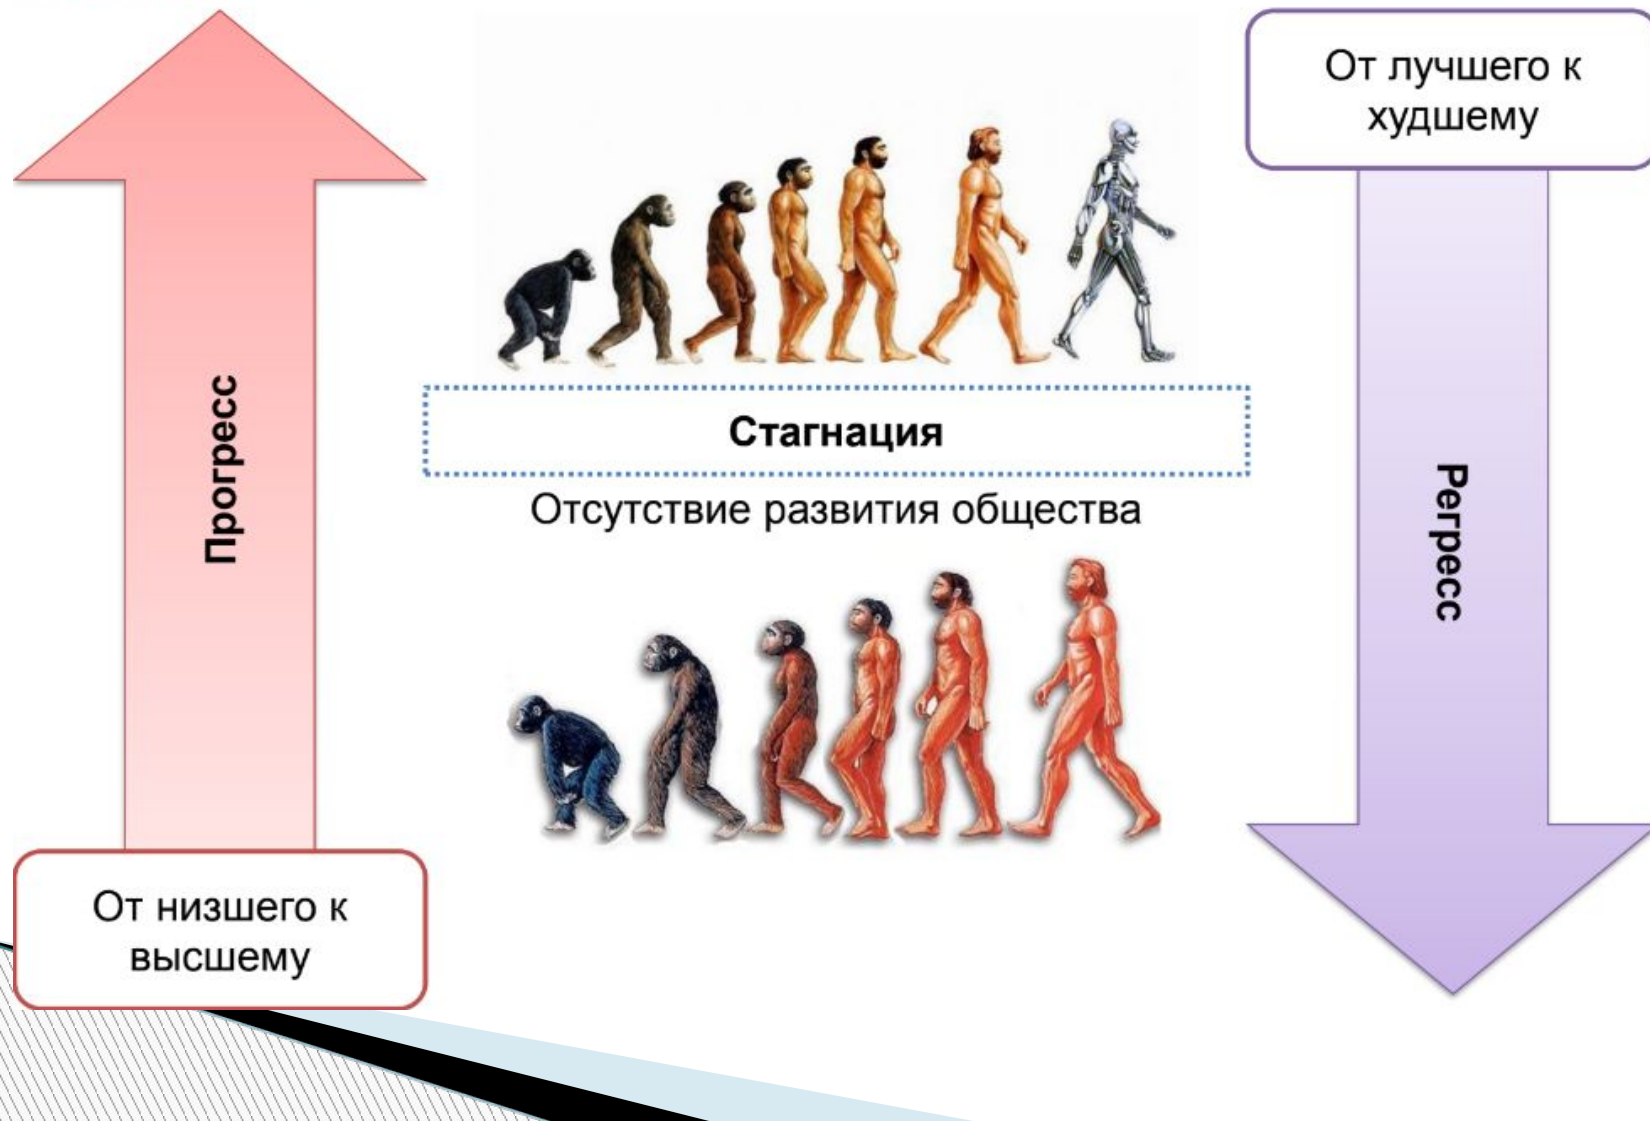 Прогресс
От низшего к
высшему
Стагнация
Отсутствие развития общества
От лучшего к
худшему
Регресс